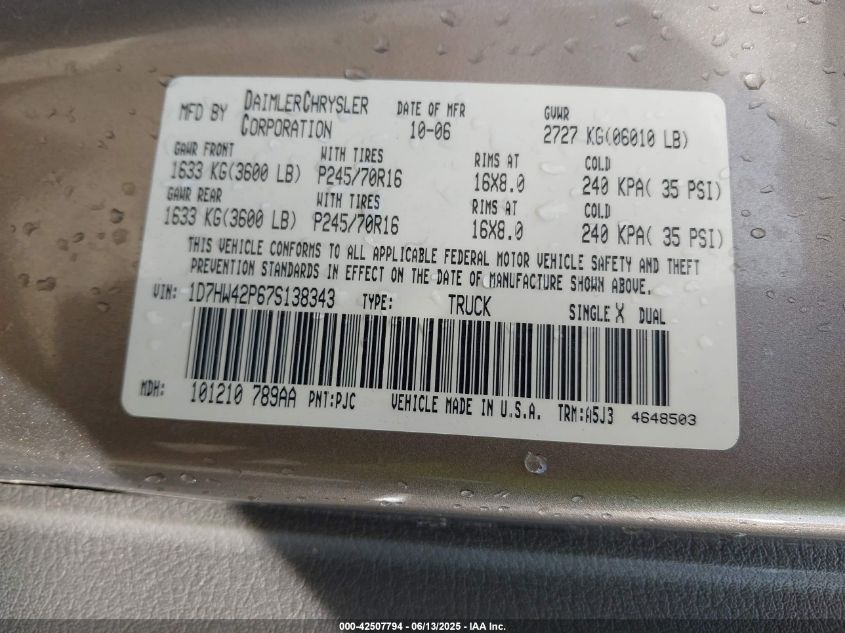 MFD BY DAIMLERCHRYSLER CORPORATION DATE OF MFR 10-06 GVWR 2727 KG(06010 LB)
GAWR FRONT WITH TIRES RIMS AT COLD
1633 KG(3600 LB) P245/70R16 16X8.0 240 KPA( 35 PSI)
GAWR REAR WITH TIRES RIMS AT COLD
1633 KG(3600 LB) P245/70R16 16X8.0 240 KPA( 35 PSI)
THIS VEHICLE CONFORMS TO ALL APPLICABLE FEDERAL MOTOR VEHICLE SAFETY AND THEFT
PREVENTION STANDARDS IN EFFECT ON THE DATE OF MANUFACTURE SHOWN ABOVE.
VIN: 1D7HW42P67S138343 TYPE: TRUCK SINGLE X DUAL
MDH: 101210 789AA PNT:PJC VEHICLE MADE IN U.S.A. TRM:A5J3 4648503
000-42507794 - 06/13/2025 - IAA Inc.